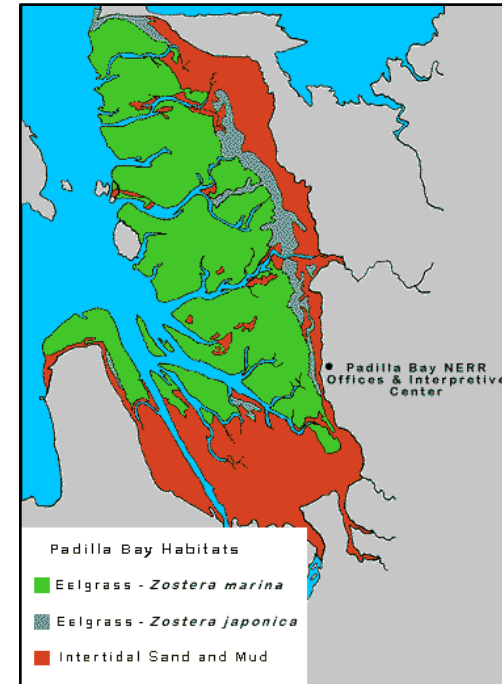 Padilla Bay NERR
Offices & Interpretive
Center
Padilla Bay Habitats
Eelgrass - Zostera marina
Eelgrass - Zostera japonica
Intertidal Sand and Mud